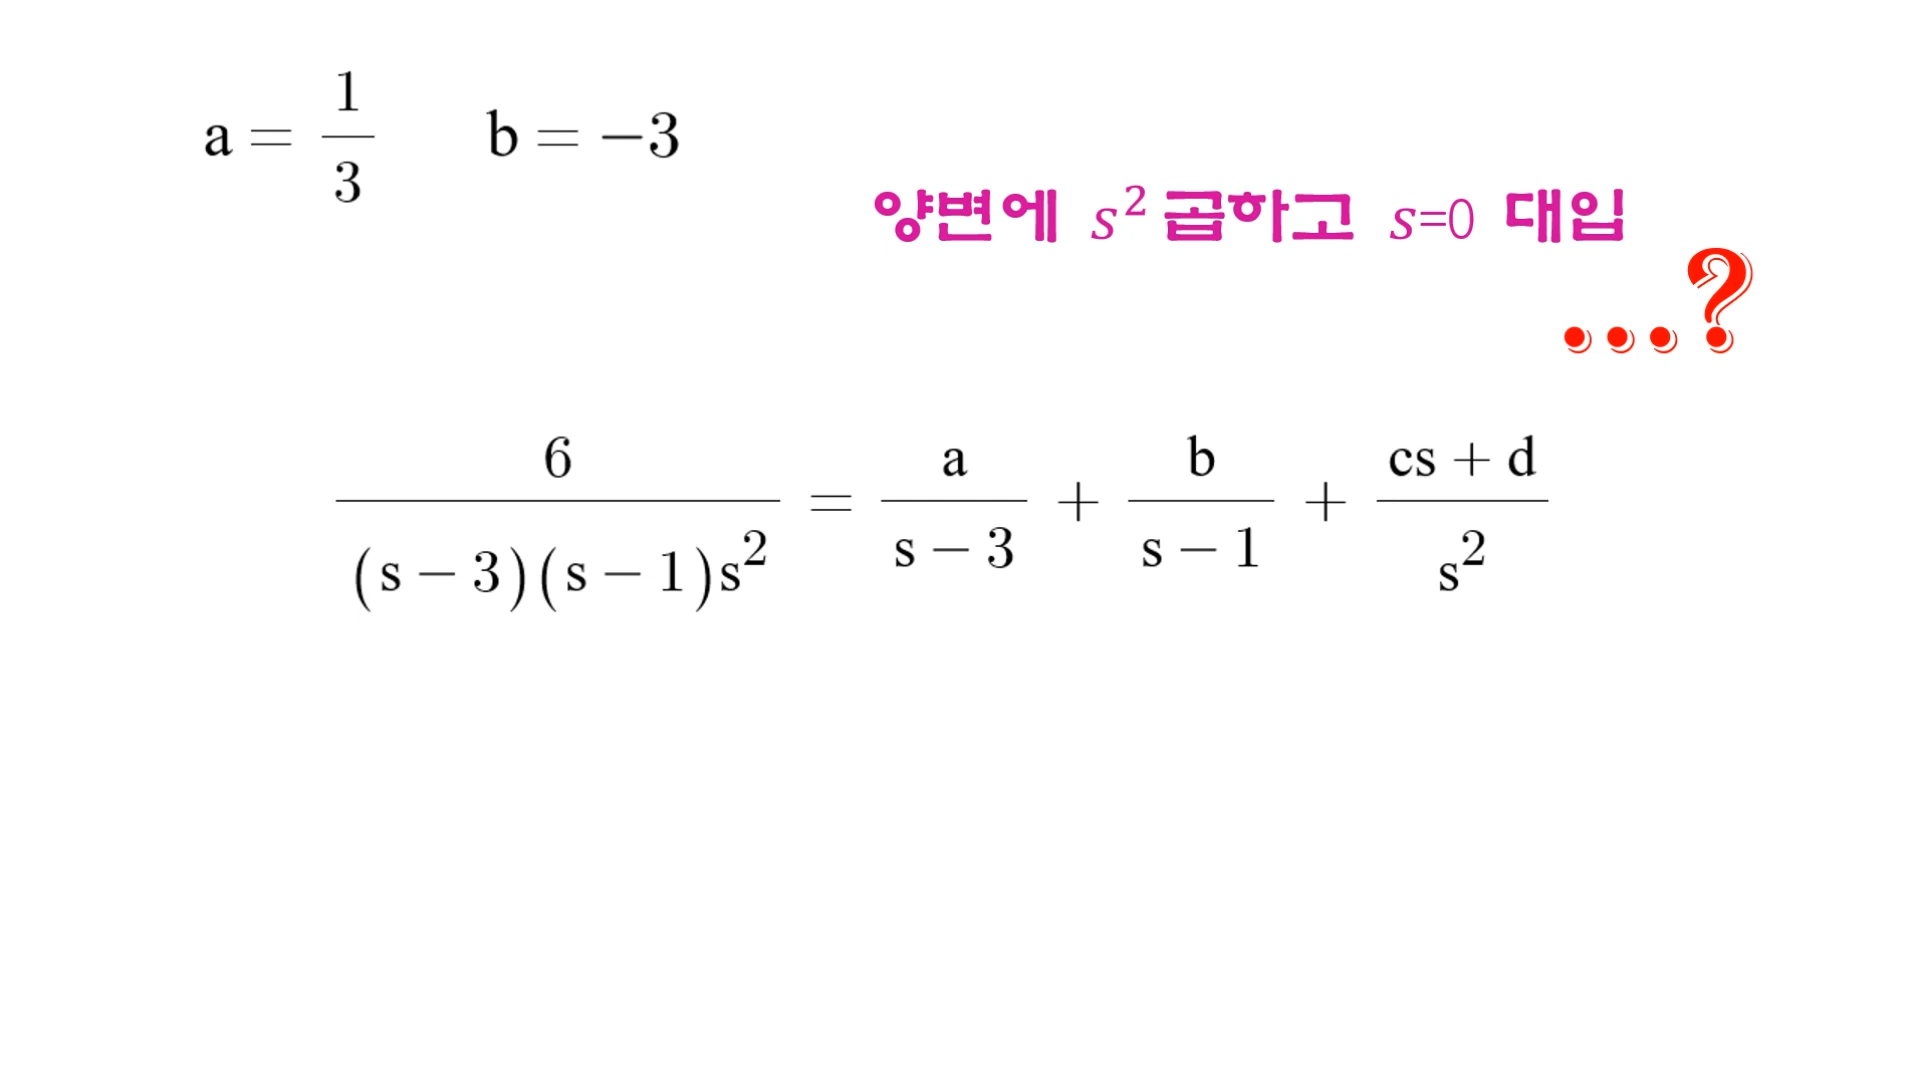 a = 1/3    b = −3
양변에 s² 곱하고 s=0 대입
...?
6/((s − 3)(s − 1)s²) = a/(s − 3) + b/(s − 1) + (cs + d)/s²